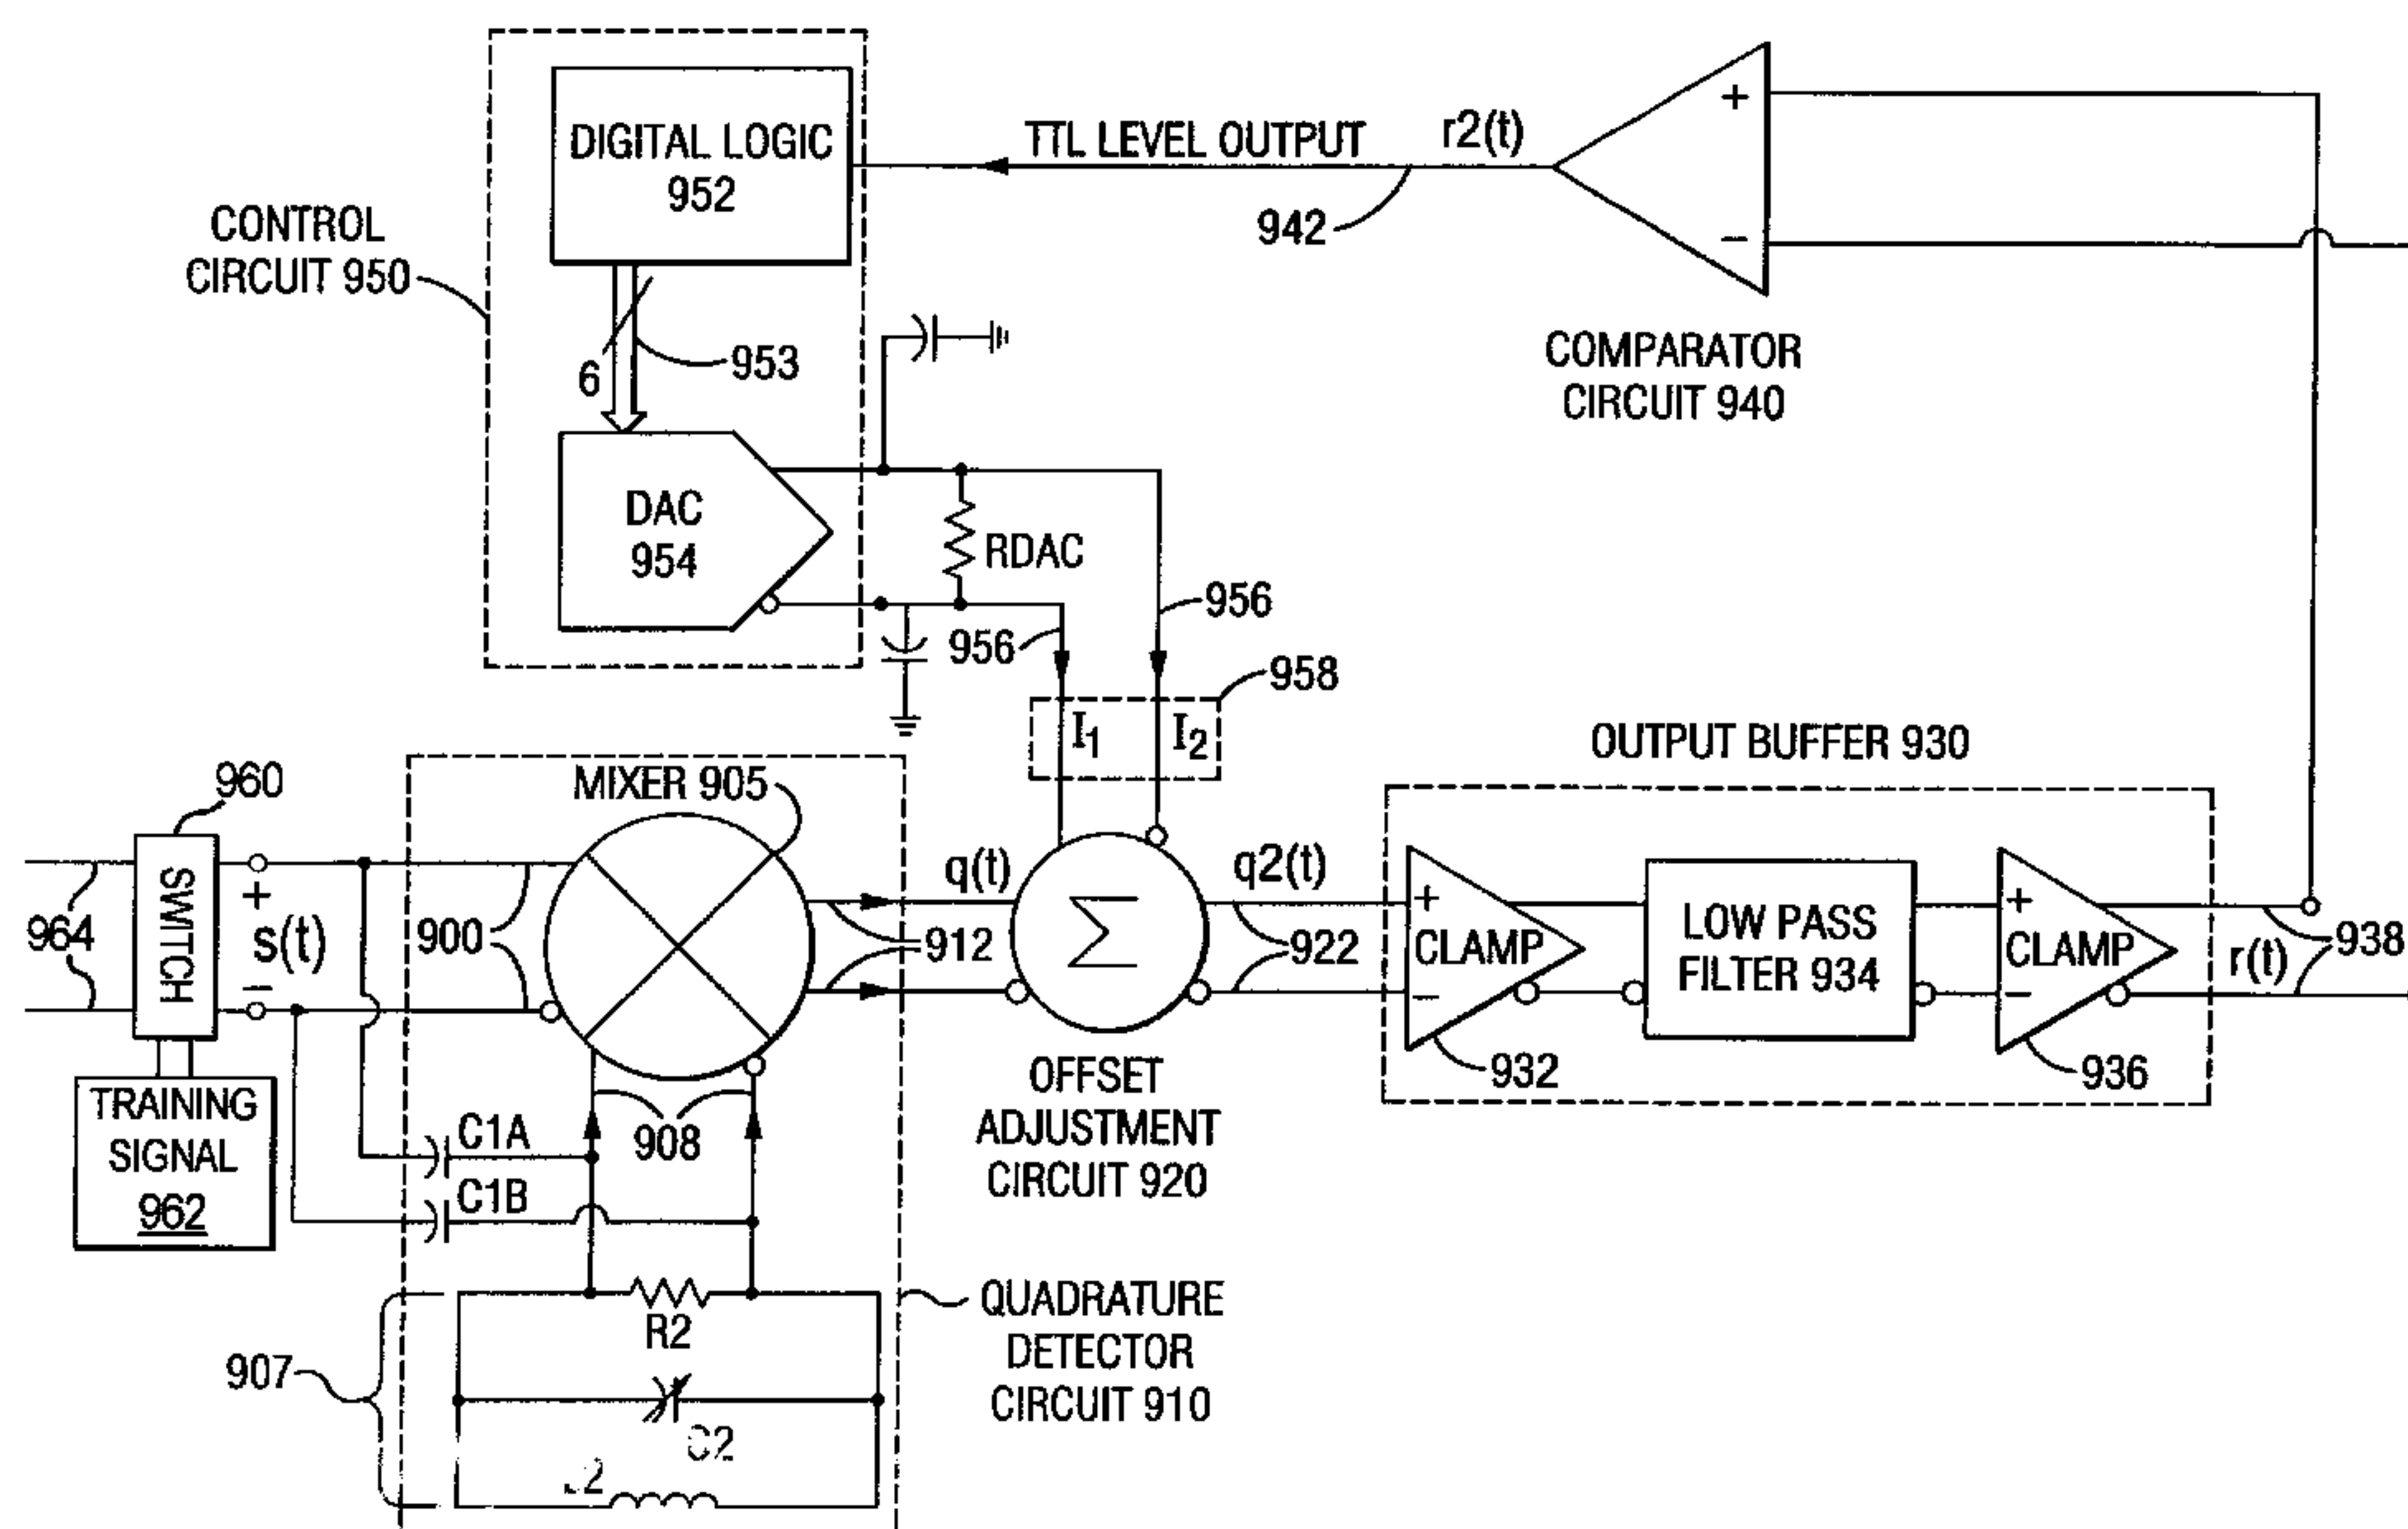 DIGITAL LOGIC
952
CONTROL
CIRCUIT 950
TTL LEVEL OUTPUT
r2(t)
942
+
−
COMPARATOR
CIRCUIT 940
6
953
DAC
954
RDAC
956
956
958
I1
I2
OUTPUT BUFFER 930
960
SWITCH
964
+
s(t)
−
TRAINING
SIGNAL
962
MIXER 905
900
q(t)
912
Σ
q2(t)
922
+
CLAMP
−
932
LOW PASS
FILTER 934
+
CLAMP
−
936
r(t)
938
OFFSET
ADJUSTMENT
CIRCUIT 920
C1A
908
C1B
R2
907
C2
QUADRATURE
DETECTOR
CIRCUIT 910